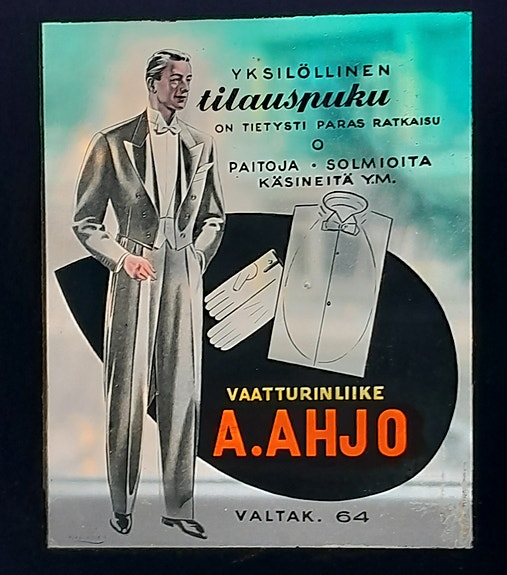 YKSILÖLLINEN
tilauspuku
ON TIETYSTI PARAS RATKAISU
O
PAITOJA • SOLMIOITA
KÄSINEITÄ Y.M.
VAATTURINLIIKE
A.AHJO
VALTAK. 64